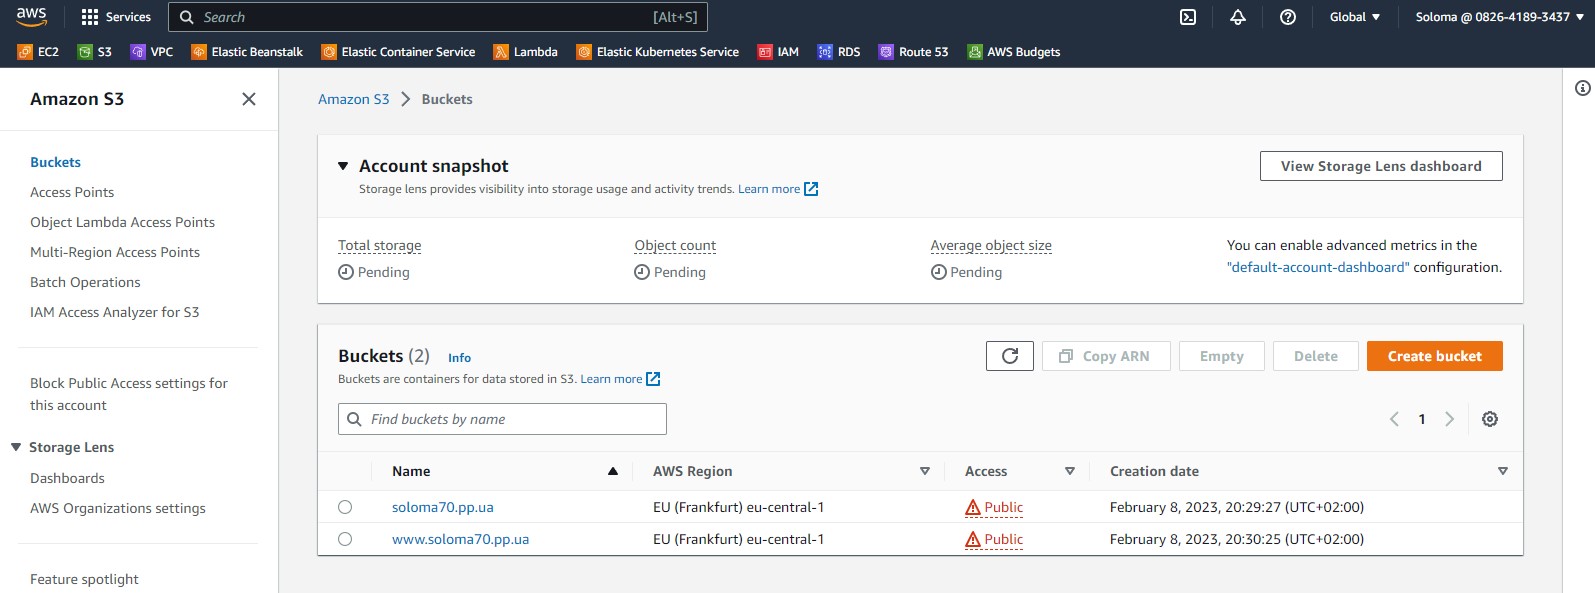 aws
Services
Search [Alt+S]
Global
Soloma @ 0826-4189-3437
EC2 S3 VPC Elastic Beanstalk Elastic Container Service Lambda Elastic Kubernetes Service IAM RDS Route 53 AWS Budgets
Amazon S3
Buckets
Access Points
Object Lambda Access Points
Multi-Region Access Points
Batch Operations
IAM Access Analyzer for S3
Block Public Access settings for
this account
Storage Lens
Dashboards
AWS Organizations settings
Feature spotlight
Amazon S3 > Buckets
Account snapshot
View Storage Lens dashboard
Storage lens provides visibility into storage usage and activity trends. Learn more
Total storage
Pending
Object count
Pending
Average object size
Pending
You can enable advanced metrics in the
"default-account-dashboard" configuration.
Buckets (2) Info
Copy ARN Empty Delete Create bucket
Buckets are containers for data stored in S3. Learn more
Find buckets by name
1
Name AWS Region Access Creation date
soloma70.pp.ua EU (Frankfurt) eu-central-1 Public February 8, 2023, 20:29:27 (UTC+02:00)
www.soloma70.pp.ua EU (Frankfurt) eu-central-1 Public February 8, 2023, 20:30:25 (UTC+02:00)